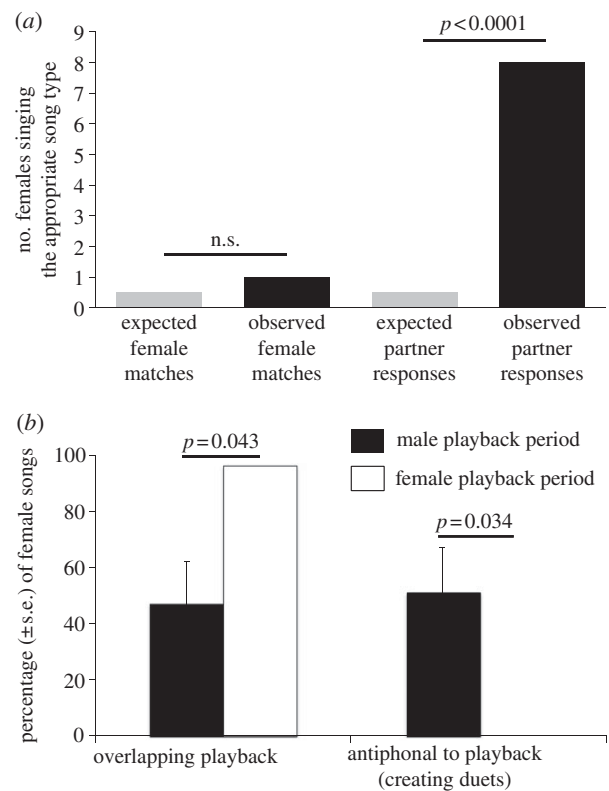 (a)
p<0.0001
9
8
7
6
5
4
3
2
1
0
no. females singing
the appropriate song type
n.s.
expected
female
matches
observed
female
matches
expected
partner
responses
observed
partner
responses
(b)
p=0.043
male playback period
female playback period
p=0.034
100
80
60
40
20
0
percentage (±s.e.) of female songs
overlapping playback
antiphonal to playback
(creating duets)